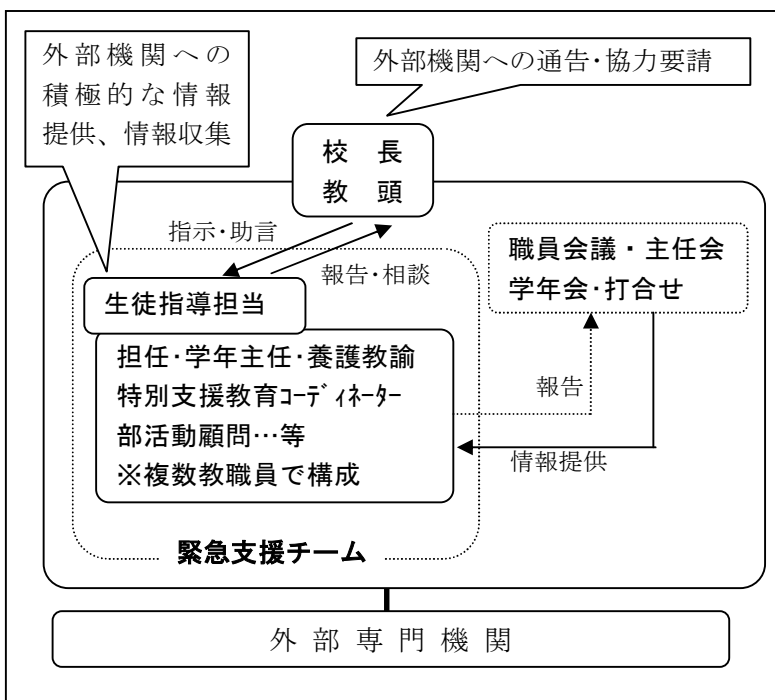 外部機関への
積極的な情報
提供、情報収集
外部機関への通告・協力要請
校 長
教 頭
指示・助言
報告・相談
職員会議・主任会
学年会・打合せ
生徒指導担当
担任・学年主任・養護教諭
特別支援教育ｺｰﾃﾞｨﾈｰﾀｰ
部活動顧問…等
※複数教職員で構成
報告
情報提供
緊急支援チーム
外 部 専 門 機 関